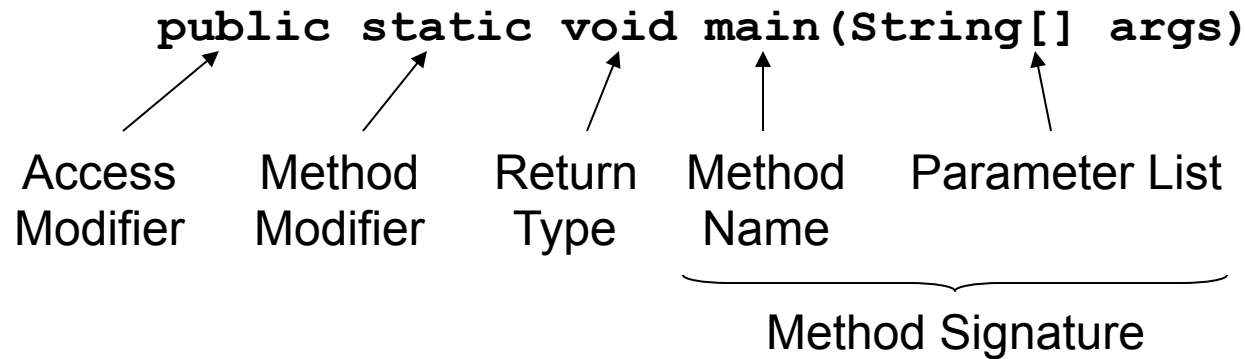 public static void main(String[] args)
Access Modifier
Method Modifier
Return Type
Method Name
Parameter List
Method Signature